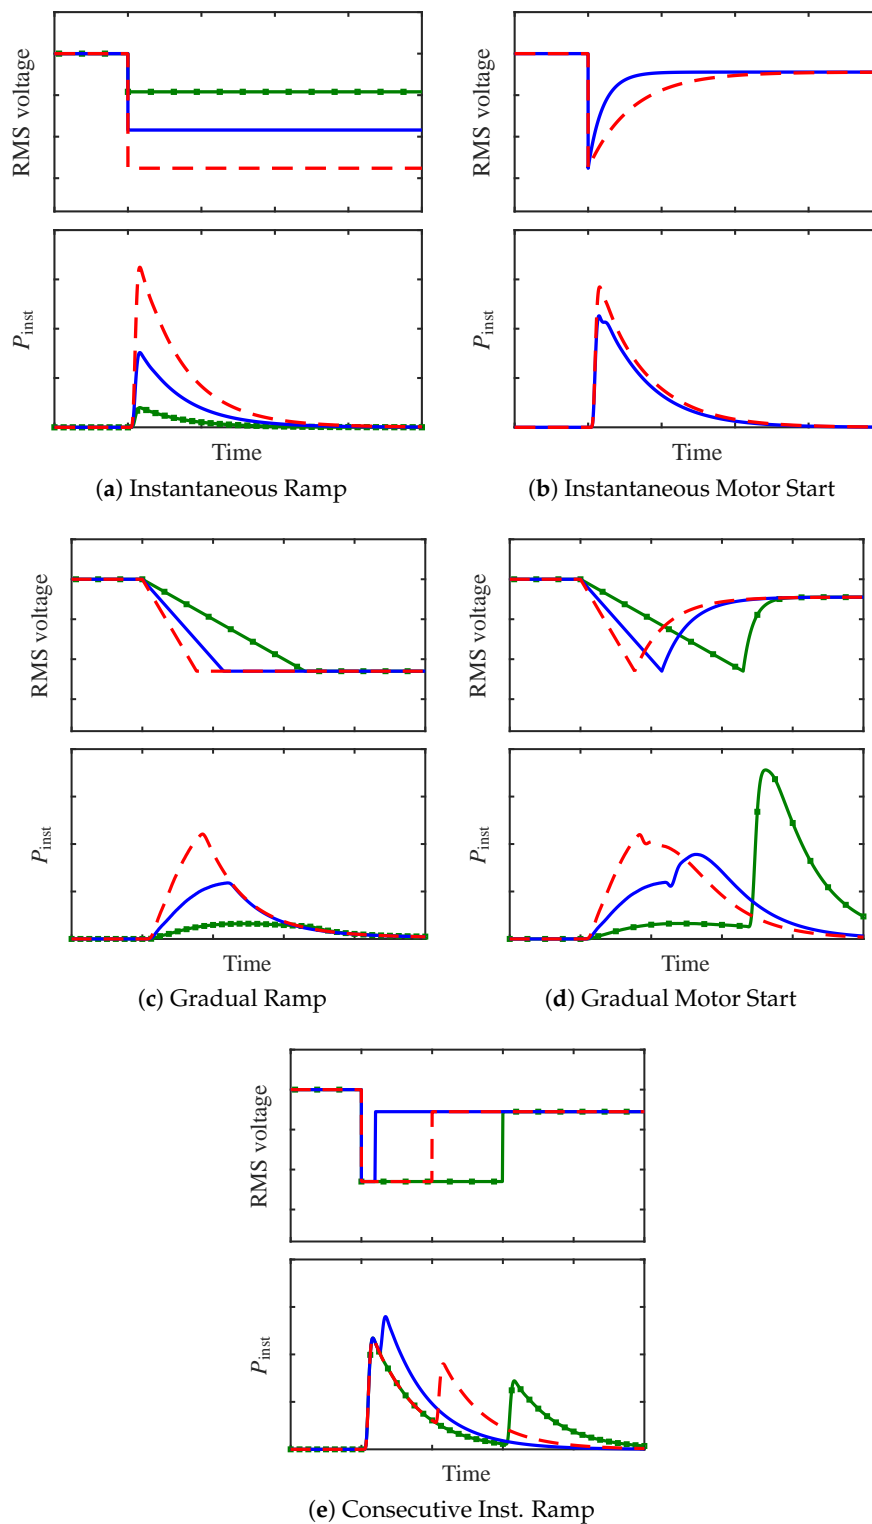 RMS voltage
RMS voltage
P_inst
P_inst
Time
Time
(a) Instantaneous Ramp
(b) Instantaneous Motor Start
RMS voltage
RMS voltage
P_inst
P_inst
Time
Time
(c) Gradual Ramp
(d) Gradual Motor Start
RMS voltage
P_inst
Time
(e) Consecutive Inst. Ramp